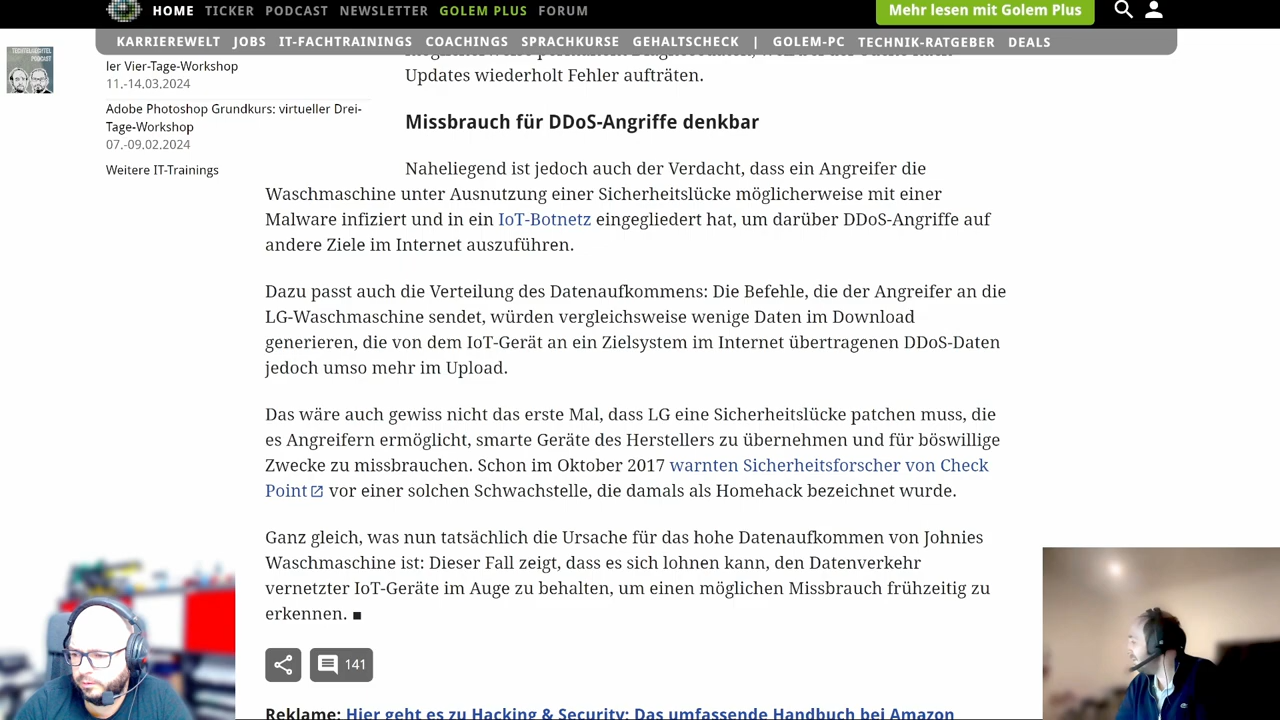 HOME TICKER PODCAST NEWSLETTER GOLEM PLUS FORUM
Mehr lesen mit Golem Plus
KARRIEREWELT JOBS IT-FACHTRAININGS COACHINGS SPRACHKURSE GEHALTSCHECK | GOLEM-PC TECHNIK-RATGEBER DEALS
TECHTELMECHTEL
PODCAST
ler Vier-Tage-Workshop
11.-14.03.2024
Adobe Photoshop Grundkurs: virtueller Drei-
Tage-Workshop
07.-09.02.2024
Weitere IT-Trainings
Updates wiederholt Fehler aufträten.
Missbrauch für DDoS-Angriffe denkbar
Naheliegend ist jedoch auch der Verdacht, dass ein Angreifer die
Waschmaschine unter Ausnutzung einer Sicherheitslücke möglicherweise mit einer
Malware infiziert und in ein IoT-Botnetz eingegliedert hat, um darüber DDoS-Angriffe auf
andere Ziele im Internet auszuführen.
Dazu passt auch die Verteilung des Datenaufkommens: Die Befehle, die der Angreifer an die
LG-Waschmaschine sendet, würden vergleichsweise wenige Daten im Download
generieren, die von dem IoT-Gerät an ein Zielsystem im Internet übertragenen DDoS-Daten
jedoch umso mehr im Upload.
Das wäre auch gewiss nicht das erste Mal, dass LG eine Sicherheitslücke patchen muss, die
es Angreifern ermöglicht, smarte Geräte des Herstellers zu übernehmen und für böswillige
Zwecke zu missbrauchen. Schon im Oktober 2017 warnten Sicherheitsforscher von Check
Point vor einer solchen Schwachstelle, die damals als Homehack bezeichnet wurde.
Ganz gleich, was nun tatsächlich die Ursache für das hohe Datenaufkommen von Johnies
Waschmaschine ist: Dieser Fall zeigt, dass es sich lohnen kann, den Datenverkehr
vernetzter IoT-Geräte im Auge zu behalten, um einen möglichen Missbrauch frühzeitig zu
erkennen. ■
141
Reklame: Hier geht es zu Hacking & Security: Das umfassende Handbuch bei Amazon